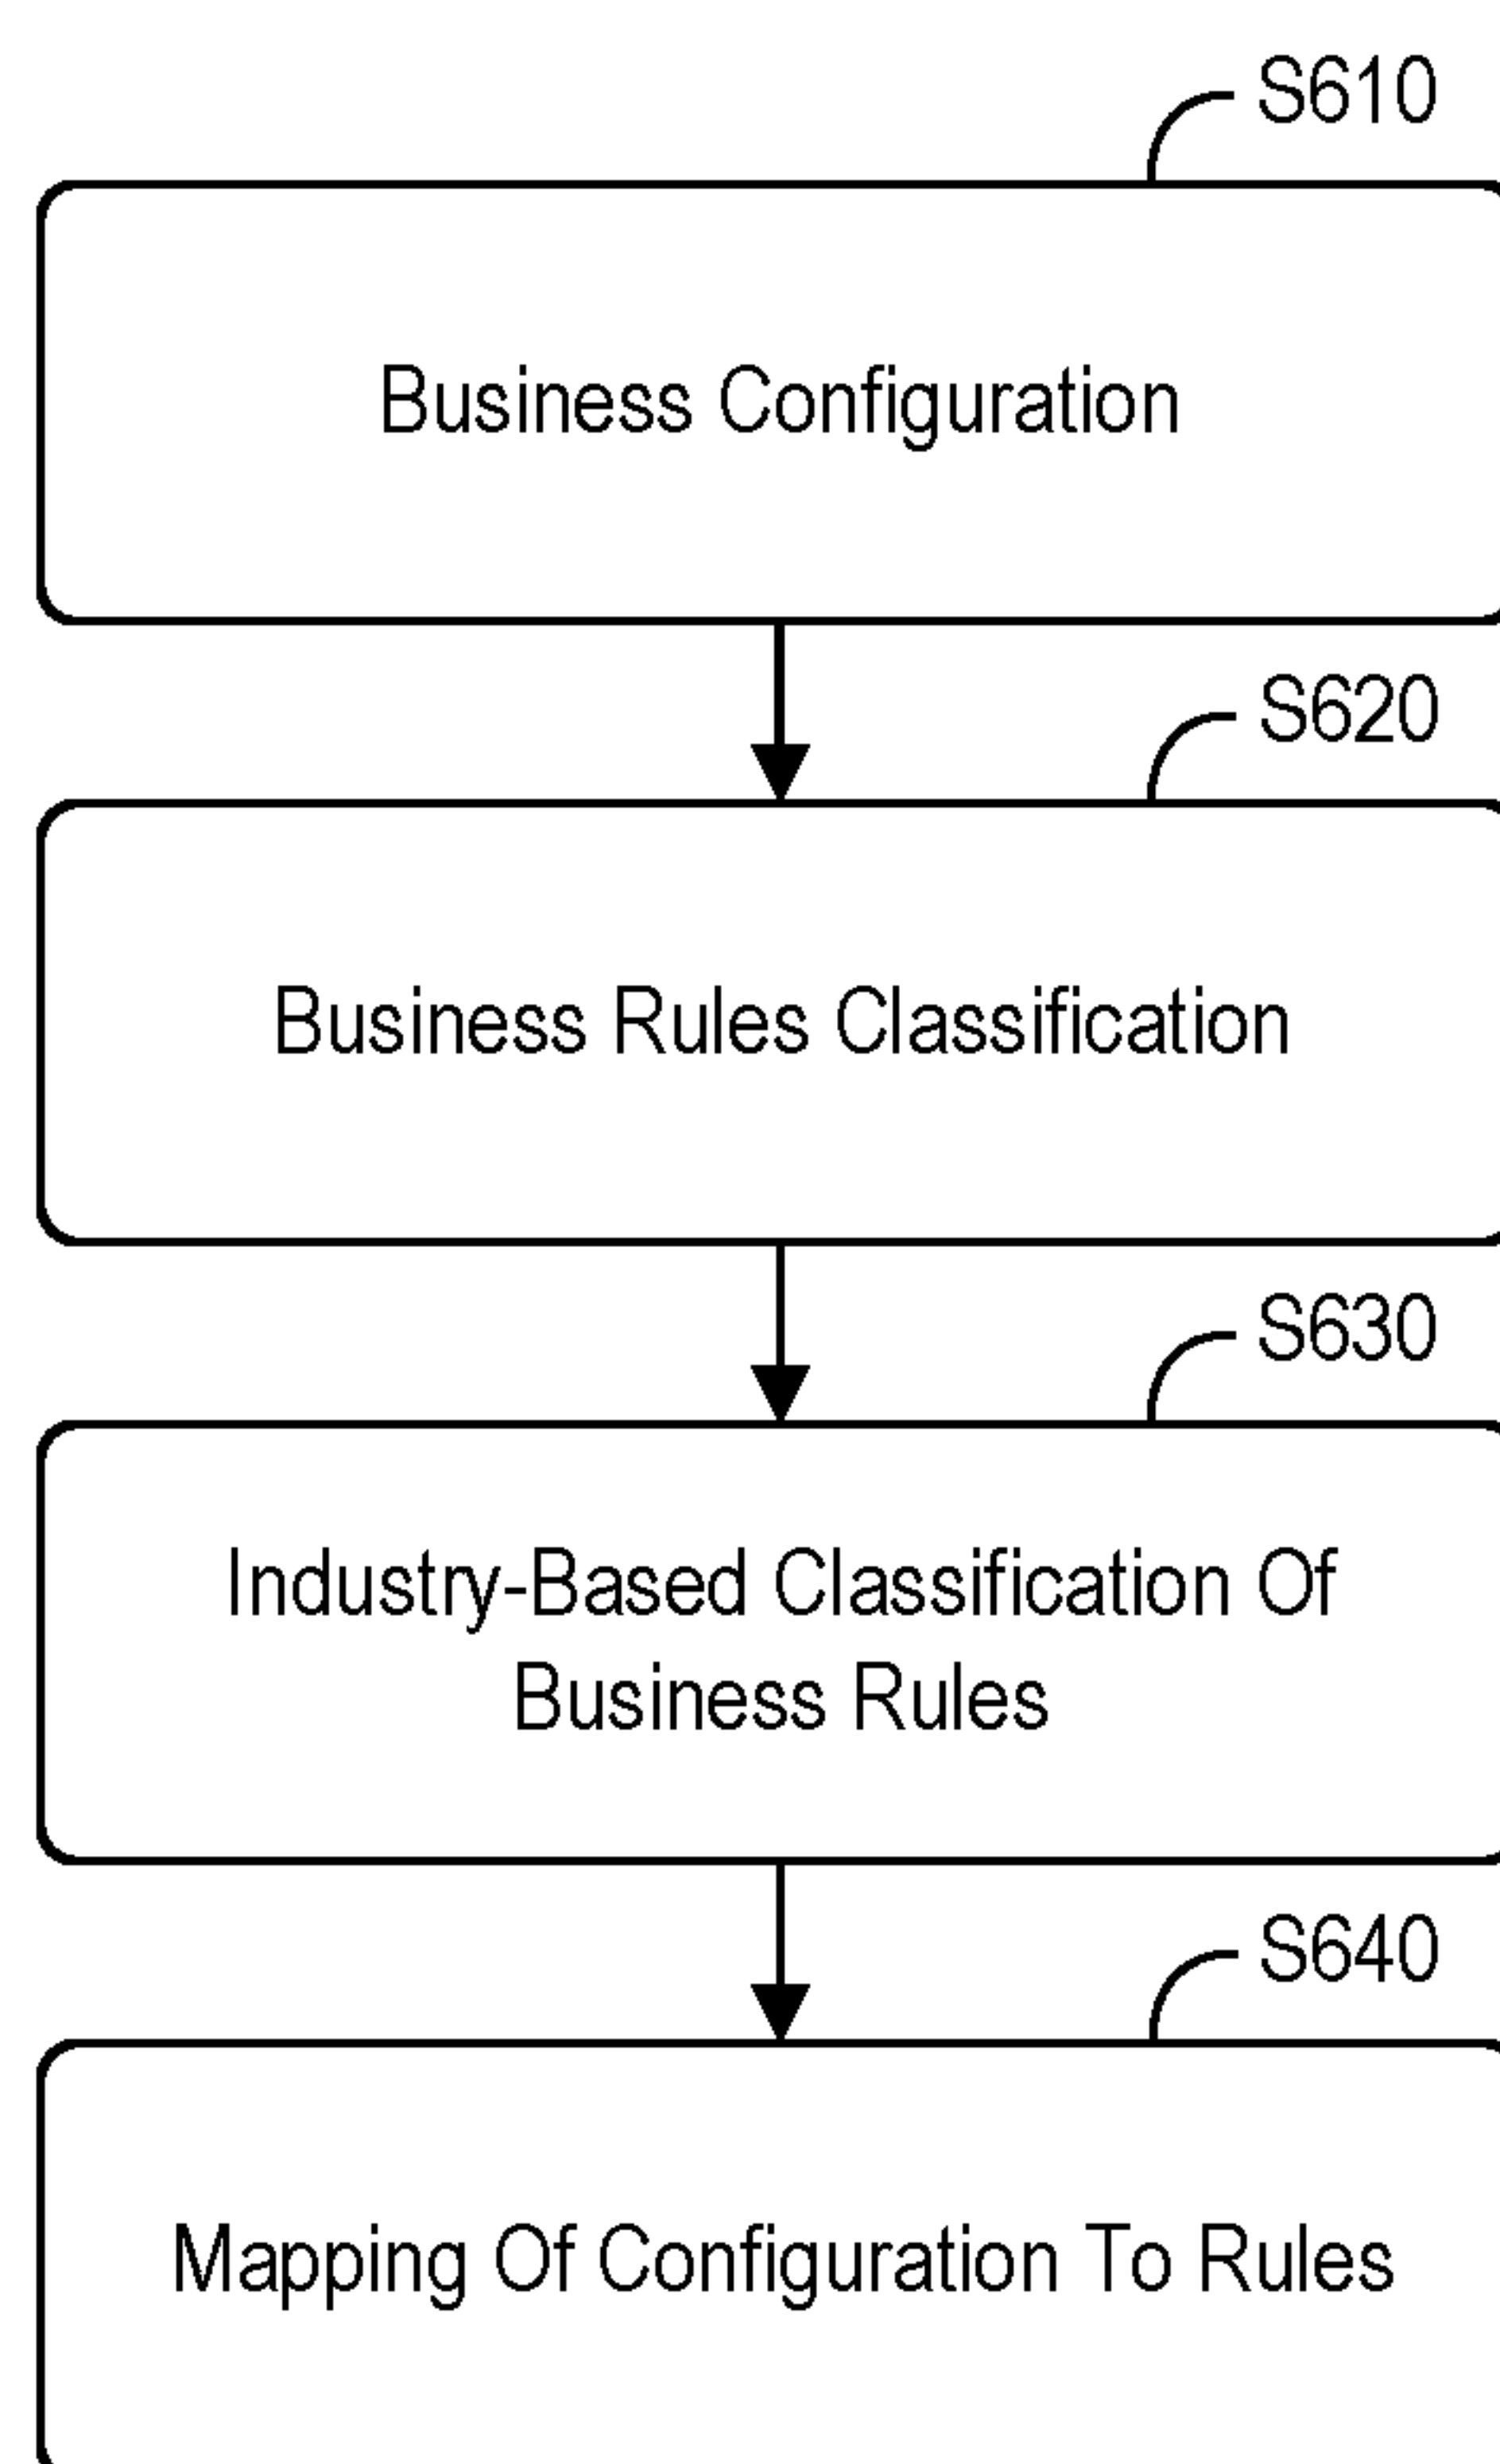 S610
Business Configuration
S620
Business Rules Classification
S630
Industry-Based Classification Of
Business Rules
S640
Mapping Of Configuration To Rules